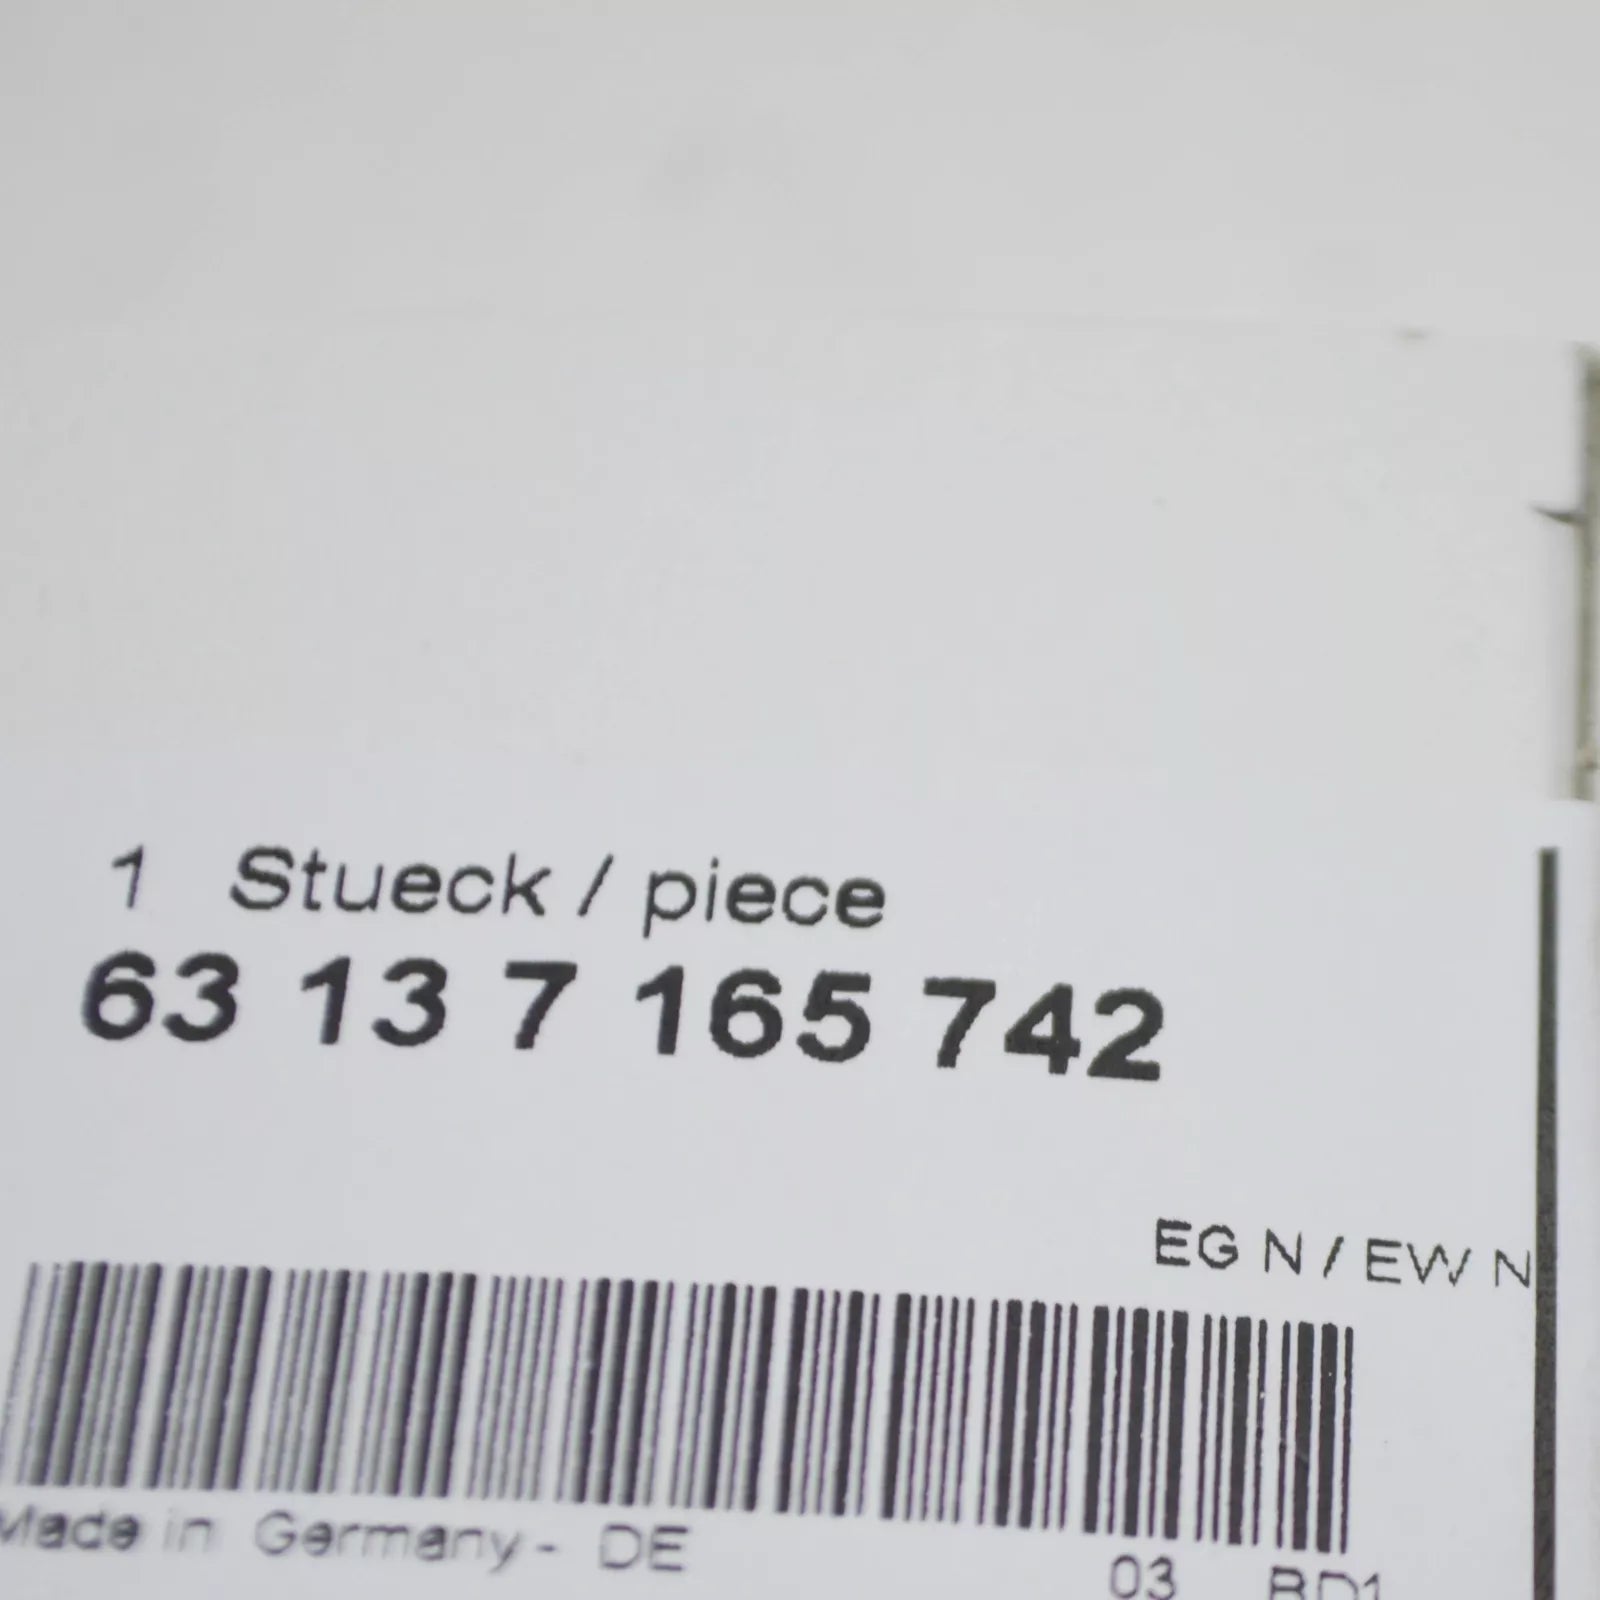 1 Stueck / piece
63 13 7 165 742
EG N / EW N
Made in Germany - DE
03 BD1